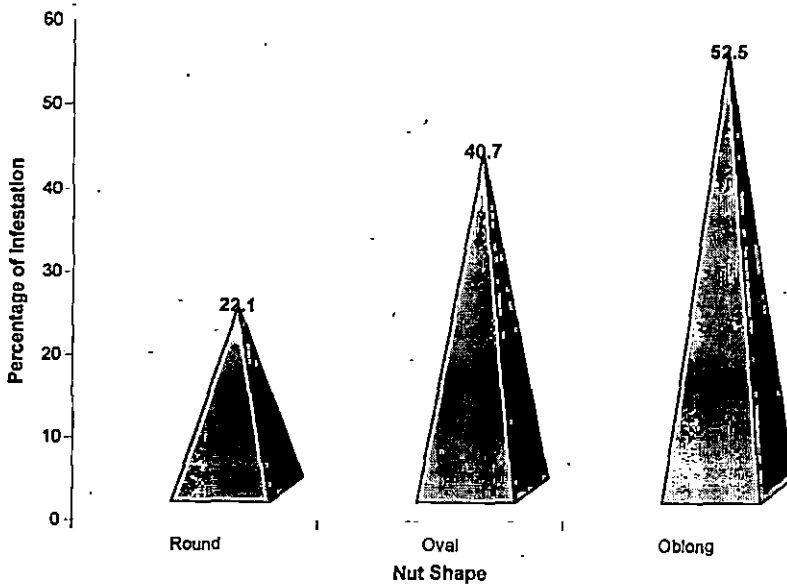 Percentage of Infestation
60
50
40
30
20
10
0
22.1
40.7
52.5
Round
Oval
Oblong
Nut Shape